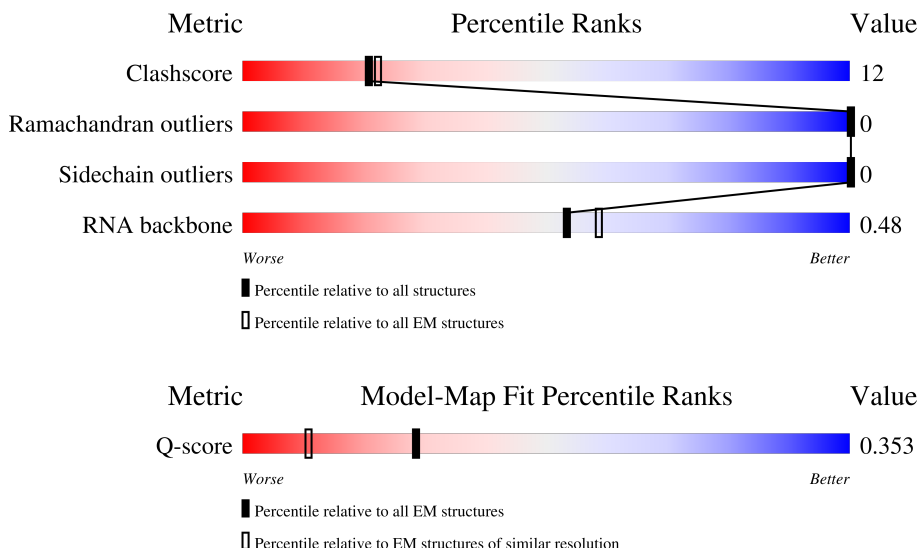 Metric Percentile Ranks Value
Clashscore 12
Ramachandran outliers 0
Sidechain outliers 0
RNA backbone 0.48
Worse Better
Percentile relative to all structures
Percentile relative to all EM structures
Metric Model-Map Fit Percentile Ranks Value
Q-score 0.353
Worse Better
Percentile relative to all EM structures
Percentile relative to EM structures of similar resolution